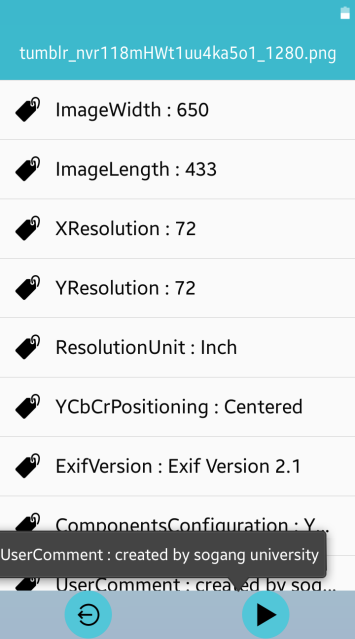 tumblr_nvr118mHWt1uu4ka5o1_1280.png
ImageWidth : 650
ImageLength : 433
XResolution : 72
YResolution : 72
ResolutionUnit : Inch
YCbCrPositioning : Centered
ExifVersion : Exif Version 2.1
ComponentsConfiguration : Y...
UserComment : created by sogang university
UserComment : created by sog...